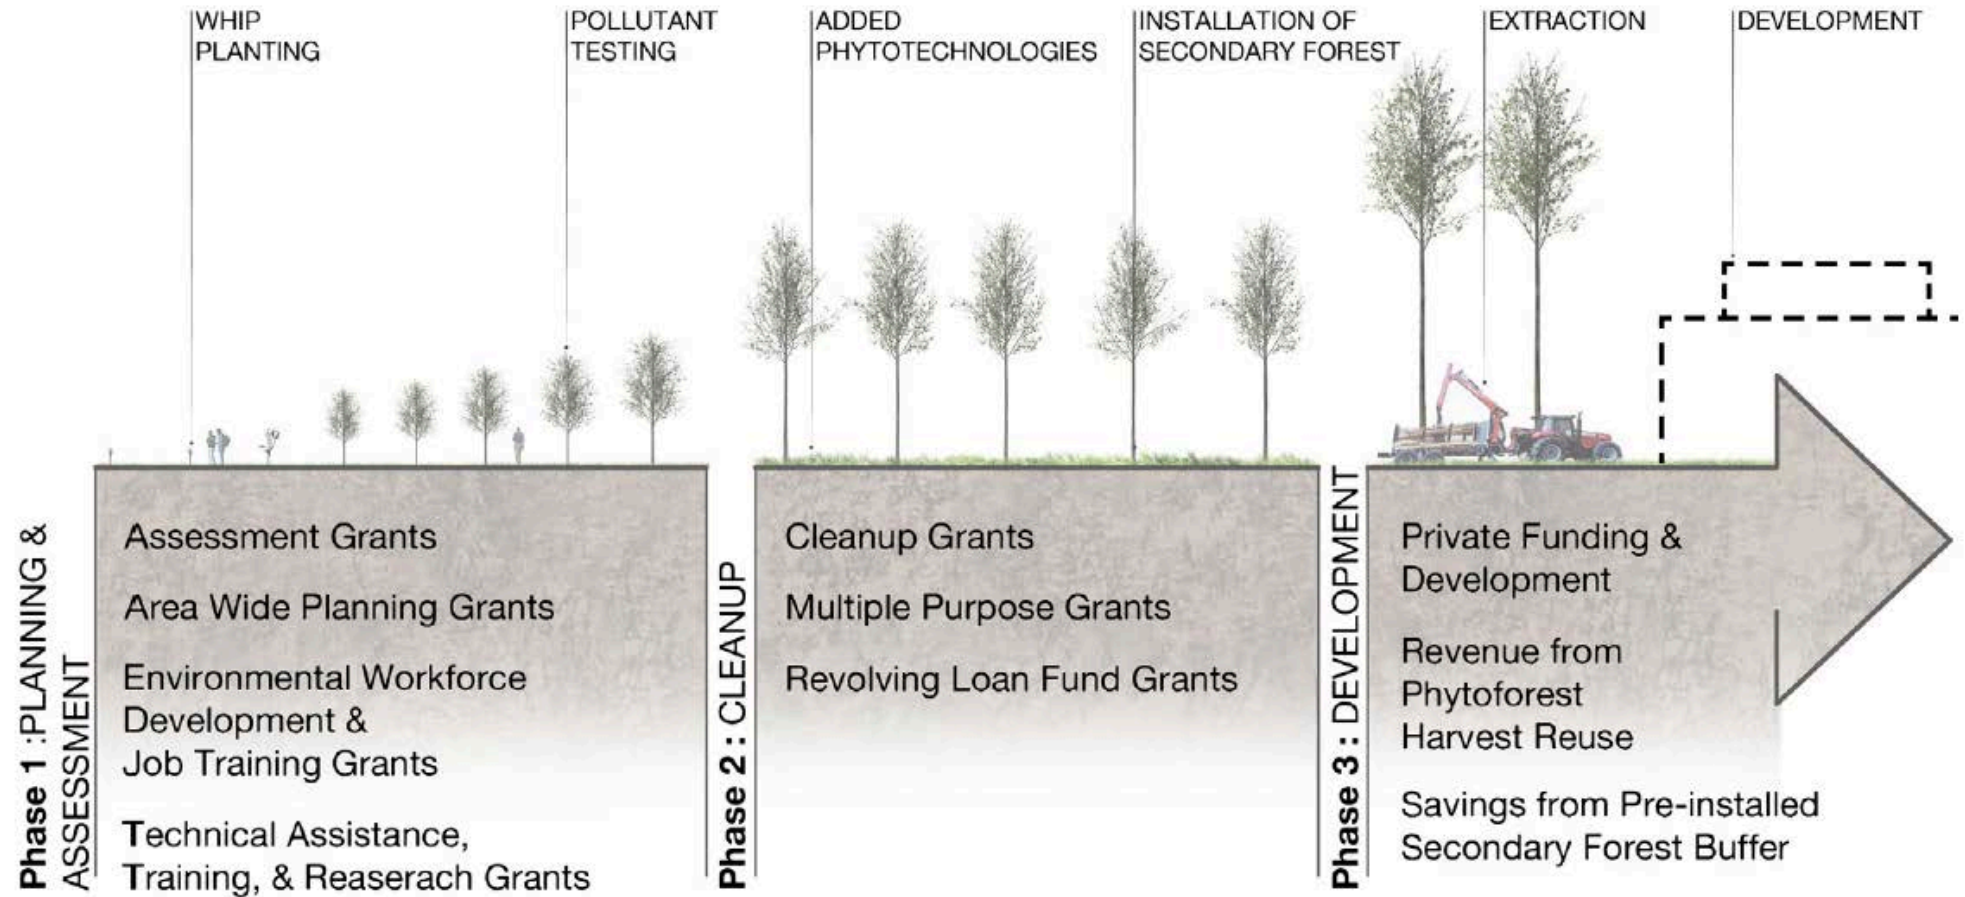 WHIP
PLANTING
POLLUTANT
TESTING
ADDED
PHYTOTECHNOLOGIES
INSTALLATION OF
SECONDARY FOREST
EXTRACTION
DEVELOPMENT
Phase 1 :PLANNING &
ASSESSMENT
Assessment Grants
Area Wide Planning Grants
Environmental Workforce
Development &
Job Training Grants
Technical Assistance,
Training, & Reaserach Grants
Phase 2 : CLEANUP
Cleanup Grants
Multiple Purpose Grants
Revolving Loan Fund Grants
Phase 3 : DEVELOPMENT
Private Funding &
Development
Revenue from
Phytoforest
Harvest Reuse
Savings from Pre-installed
Secondary Forest Buffer